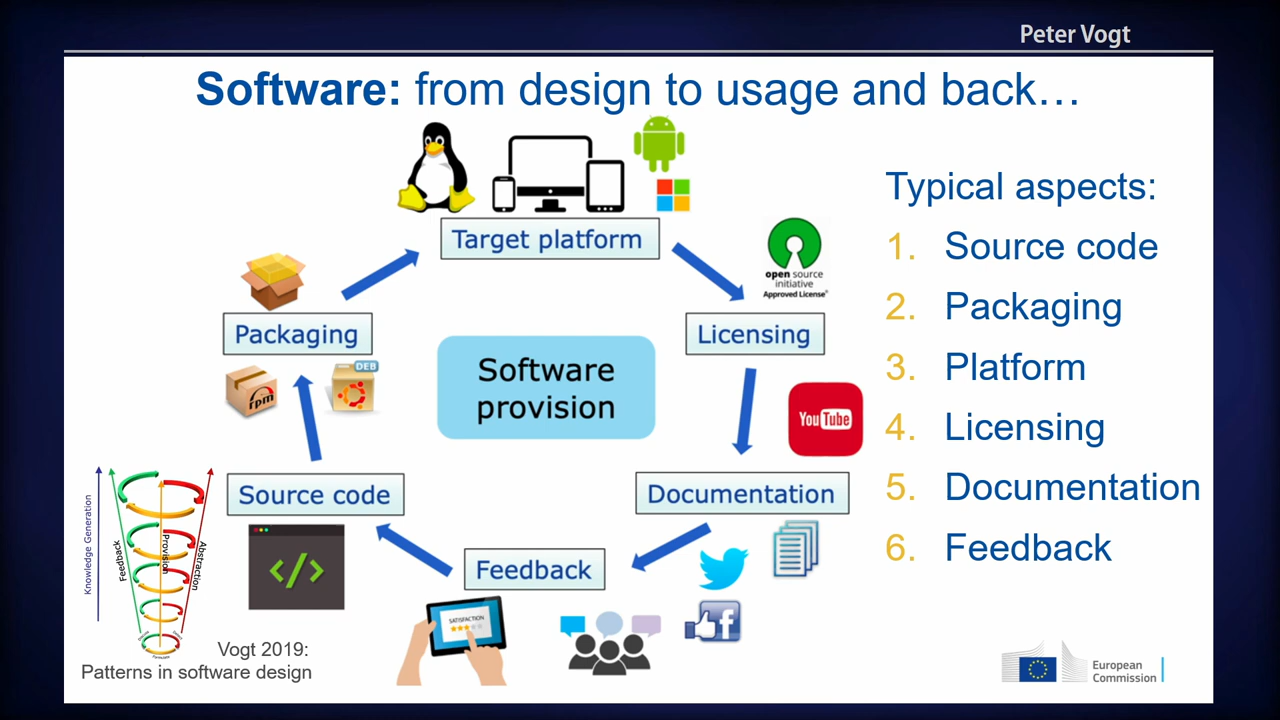 Peter Vogt
Software: from design to usage and back…
Typical aspects:
1. Source code
2. Packaging
3. Platform
4. Licensing
5. Documentation
6. Feedback
Target platform
open source
initiative
Approved License®
Licensing
YouTube
Documentation
Feedback
SATISFACTION
Source code
</>
Packaging
rpm
DEB
Software
provision
Knowledge Generation
Feedback
Provision
Abstraction
Vogt 2019:
Patterns in software design
European
Commission